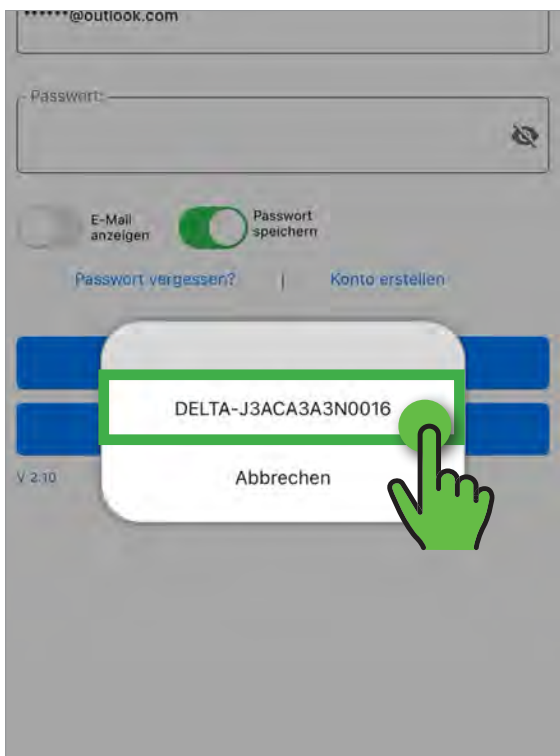 ******@outlook.com
Passwort:
E-Mail
anzeigen
Passwort
speichern
Passwort vergessen? | Konto erstellen
DELTA-J3ACA3A3N0016
Abbrechen
V 2.10